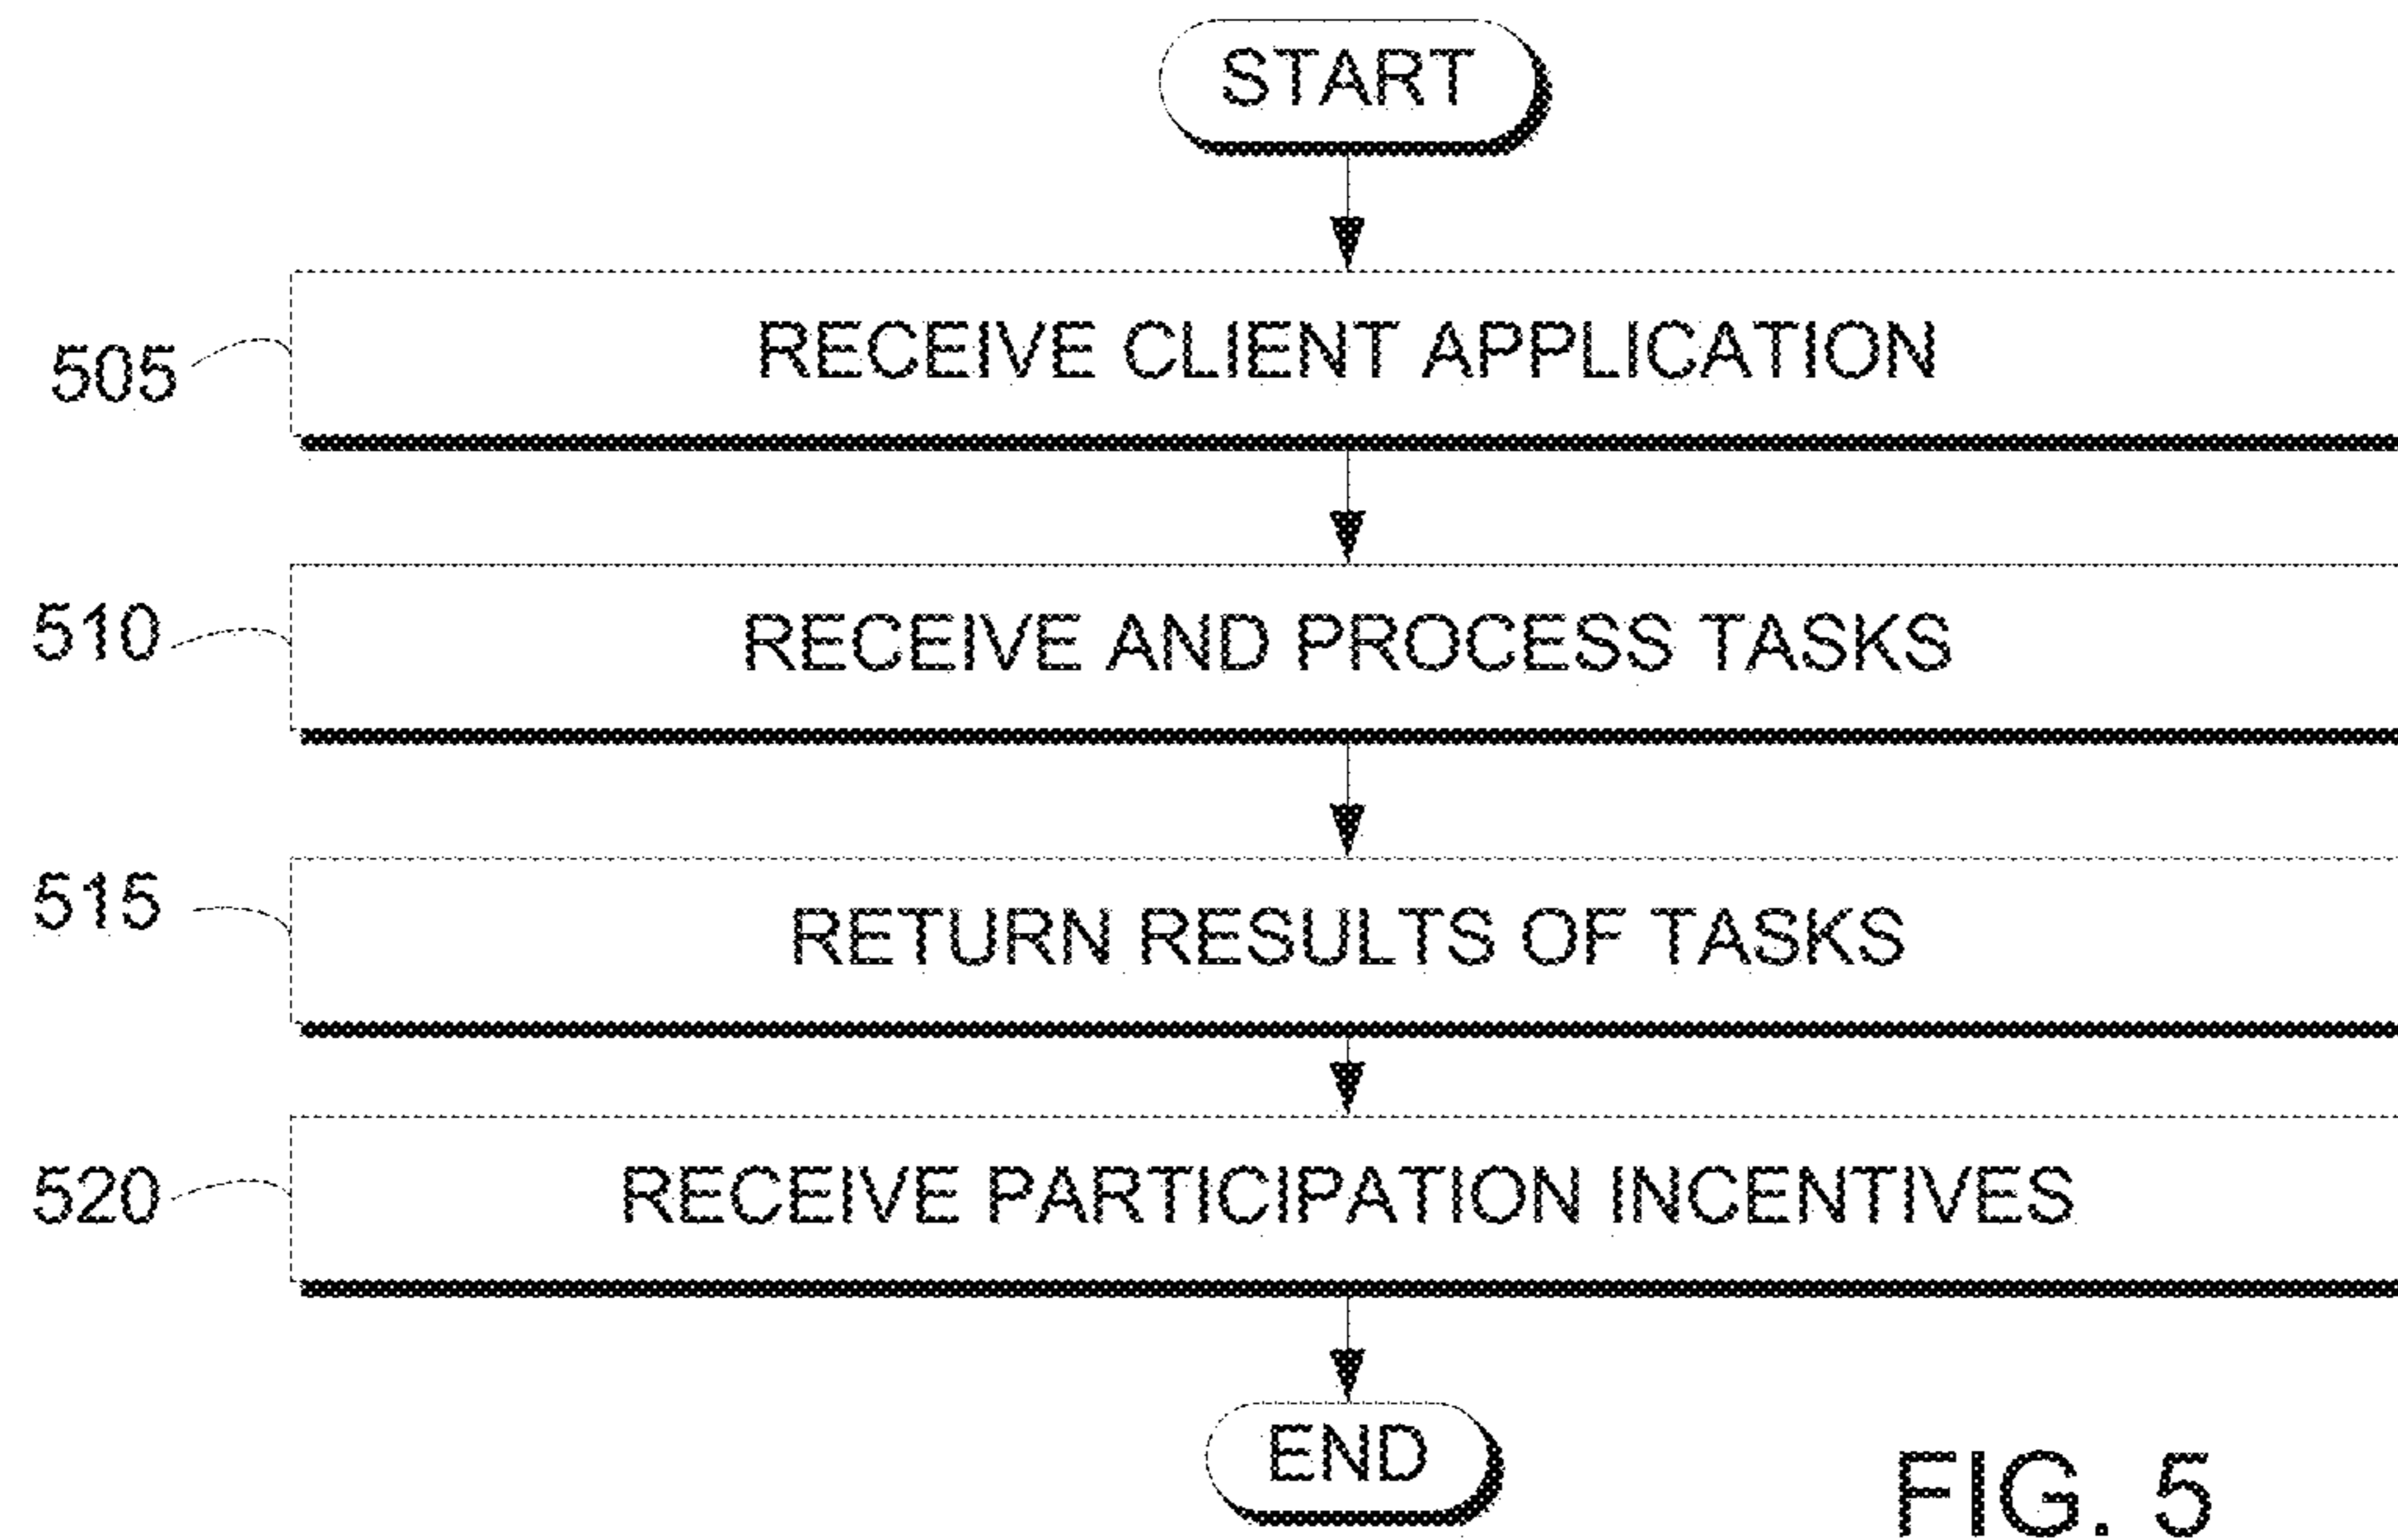 START
505 RECEIVE CLIENT APPLICATION
510 RECEIVE AND PROCESS TASKS
515 RETURN RESULTS OF TASKS
520 RECEIVE PARTICIPATION INCENTIVES
END
FIG. 5